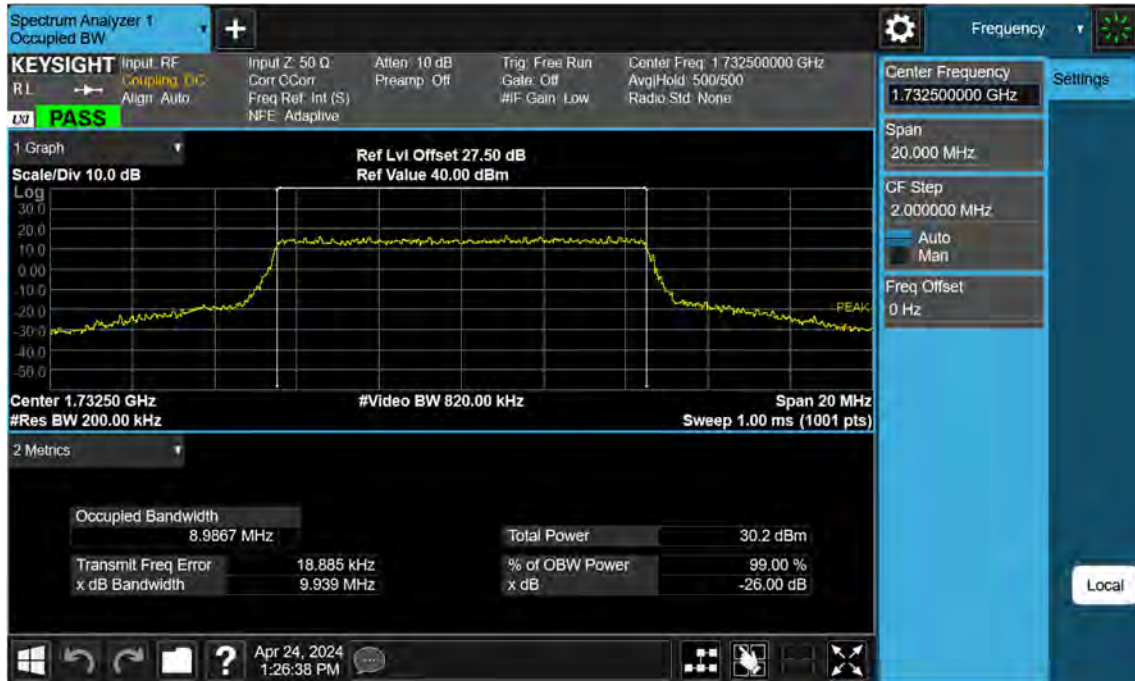 Spectrum Analyzer 1
Occupied BW
+
Frequency
KEYSIGHT
RL
LXI
PASS
Input: RF
Coupling: DC
Align: Auto
Input Z: 50 Ω
Corr CCorr
Freq Ref: Int (S)
NFE: Adaptive
Atten: 10 dB
Preamp: Off
Trig: Free Run
Gate: Off
#IF Gain: Low
Center Freq: 1.732500000 GHz
Avg|Hold: 500/500
Radio Std: None
Center Frequency
1.732500000 GHz
Settings
Span
20.000 MHz
CF Step
2.000000 MHz
Auto
Man
Freq Offset
0 Hz
1 Graph
Scale/Div 10.0 dB
Ref Lvl Offset 27.50 dB
Ref Value 40.00 dBm
Log
30.0
20.0
10.0
0.00
-10.0
-20.0
-30.0
-40.0
-50.0
PEAK
Center 1.73250 GHz
#Res BW 200.00 kHz
#Video BW 820.00 kHz
Span 20 MHz
Sweep 1.00 ms (1001 pts)
2 Metrics
Occupied Bandwidth
8.9867 MHz
Total Power 30.2 dBm
Transmit Freq Error 18.885 kHz
% of OBW Power 99.00 %
x dB Bandwidth 9.939 MHz
x dB -26.00 dB
Local
?
Apr 24, 2024
1:26:38 PM